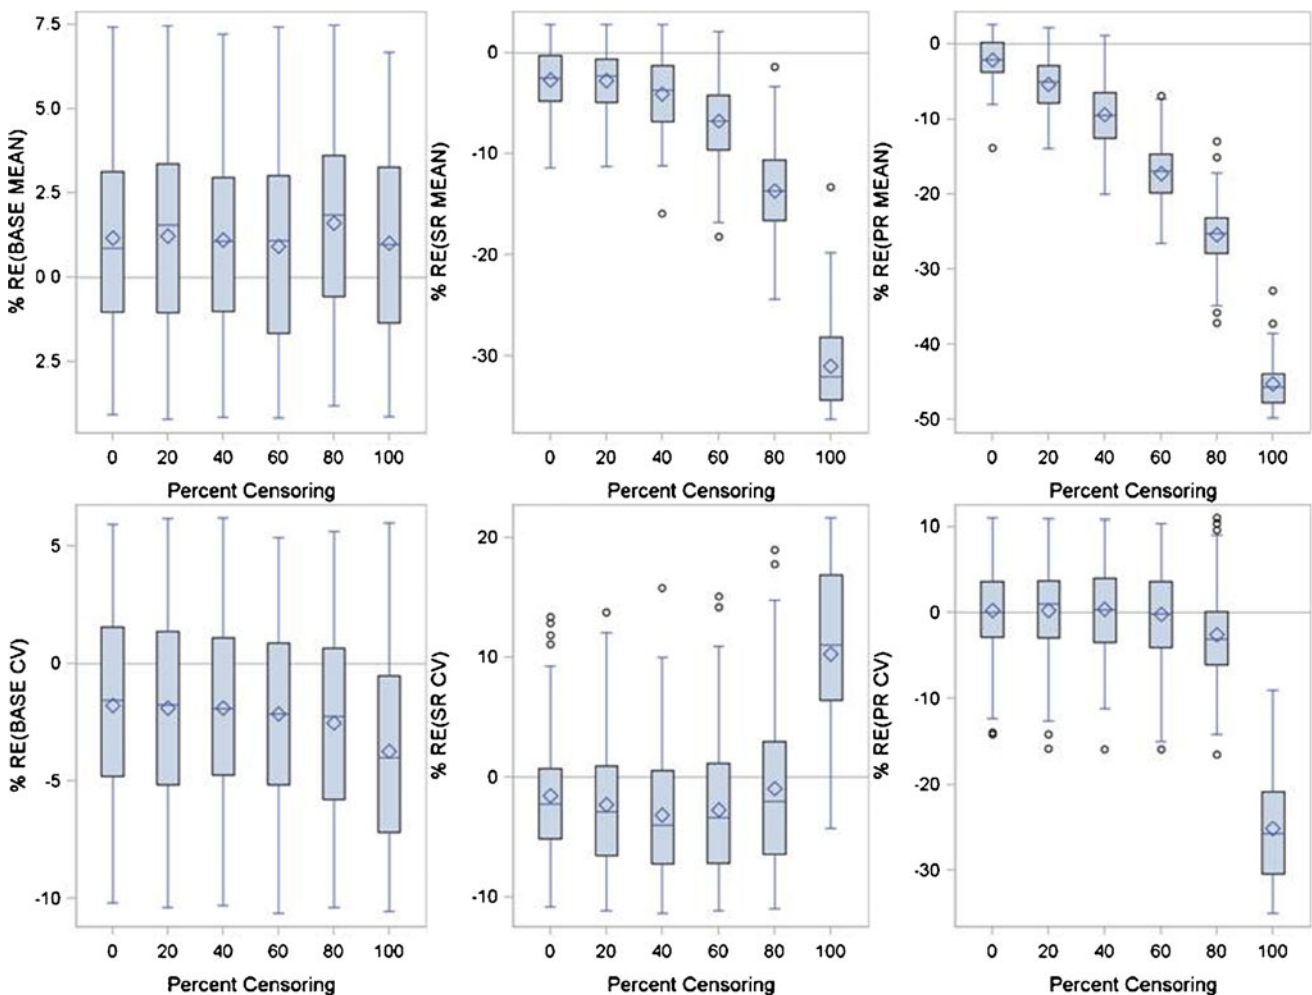 % RE(BASE MEAN)
7.5
5.0
2.5
0 0
2.5
0 20 40 60 80 100
Percent Censoring
% RE(SR MEAN)
0
-10
-20
-30
0 20 40 60 80 100
Percent Censoring
% RE(PR MEAN)
0
-10
-20
-30
-40
-50
0 20 40 60 80 100
Percent Censoring
% RE(BASE CV)
5
0
-5
-10
0 20 40 60 80 100
Percent Censoring
% RE(SR CV)
20
10
0
-10
0 20 40 60 80 100
Percent Censoring
% RE(PR CV)
10
0
-10
-20
-30
0 20 40 60 80 100
Percent Censoring